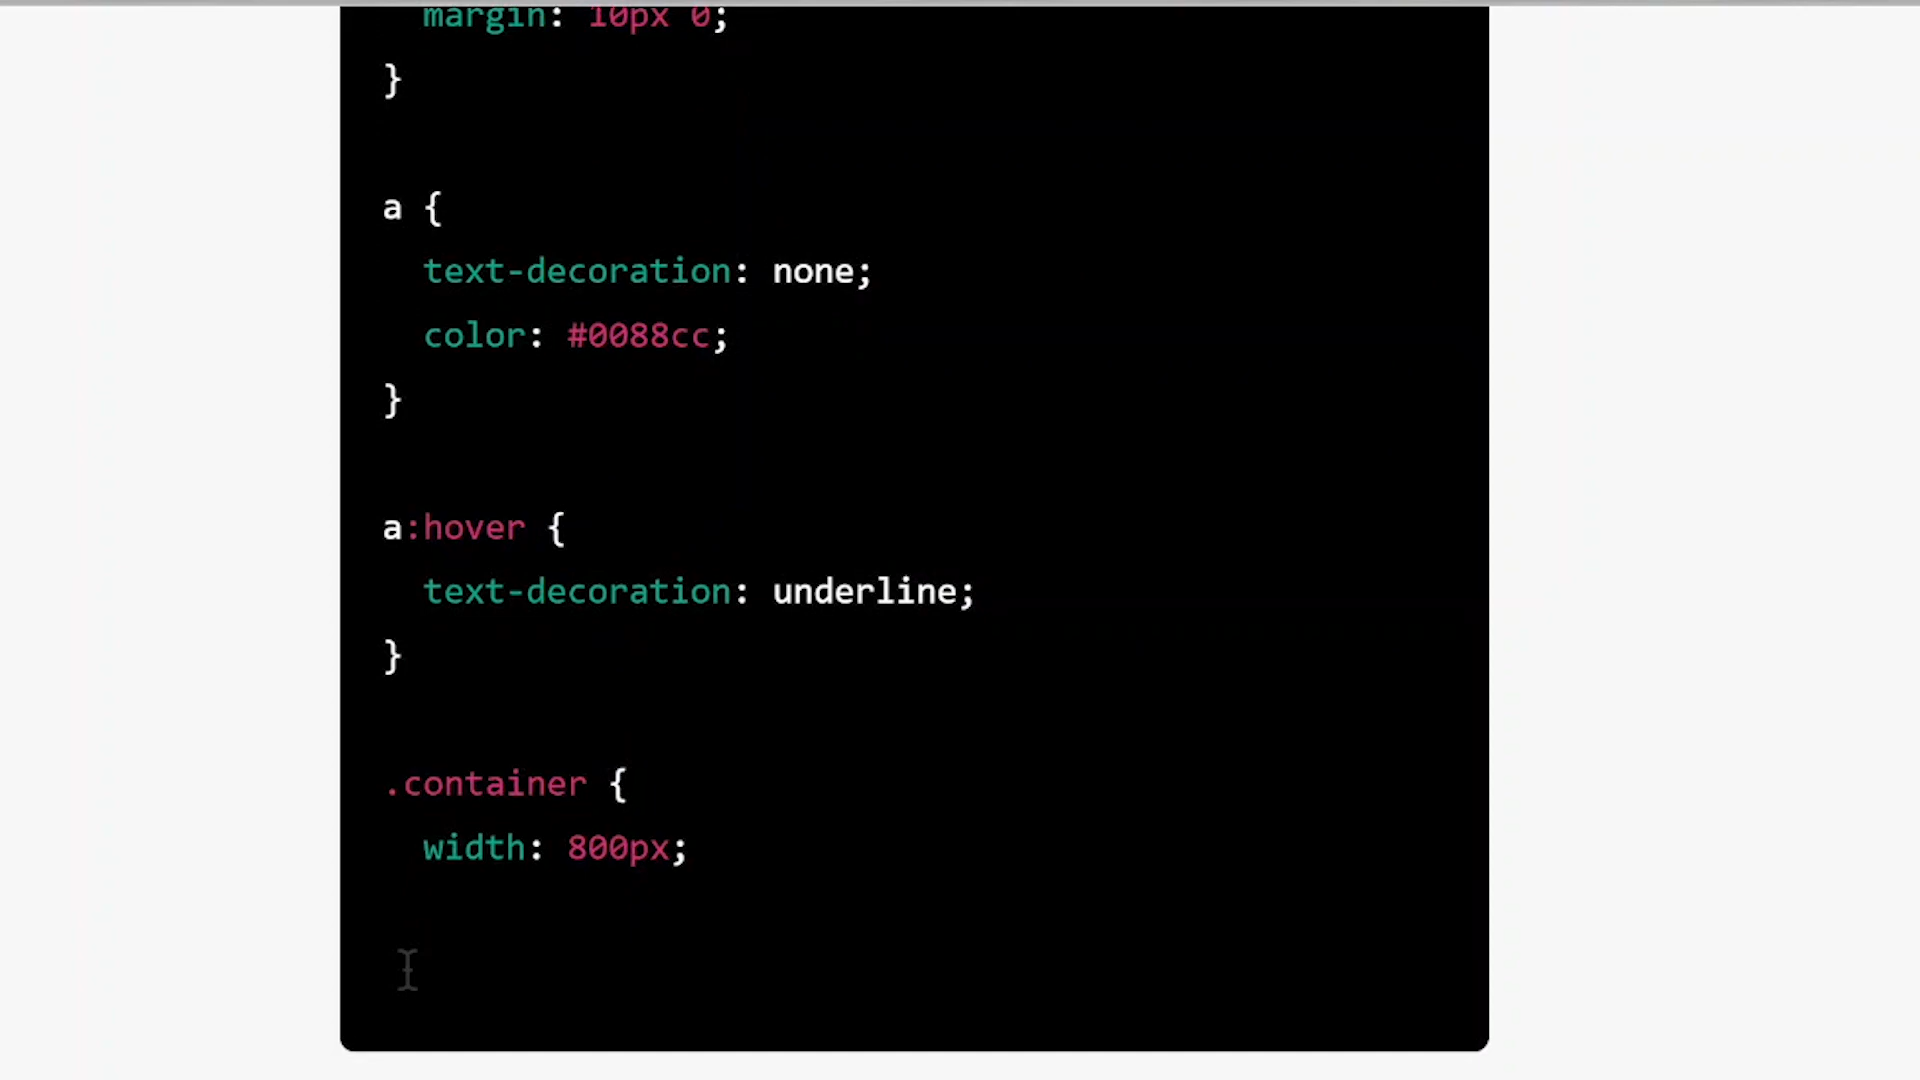 margin: 10px 0;
}
a {
text-decoration: none;
color: #0088cc;
}
a:hover {
text-decoration: underline;
}
.container {
width: 800px;